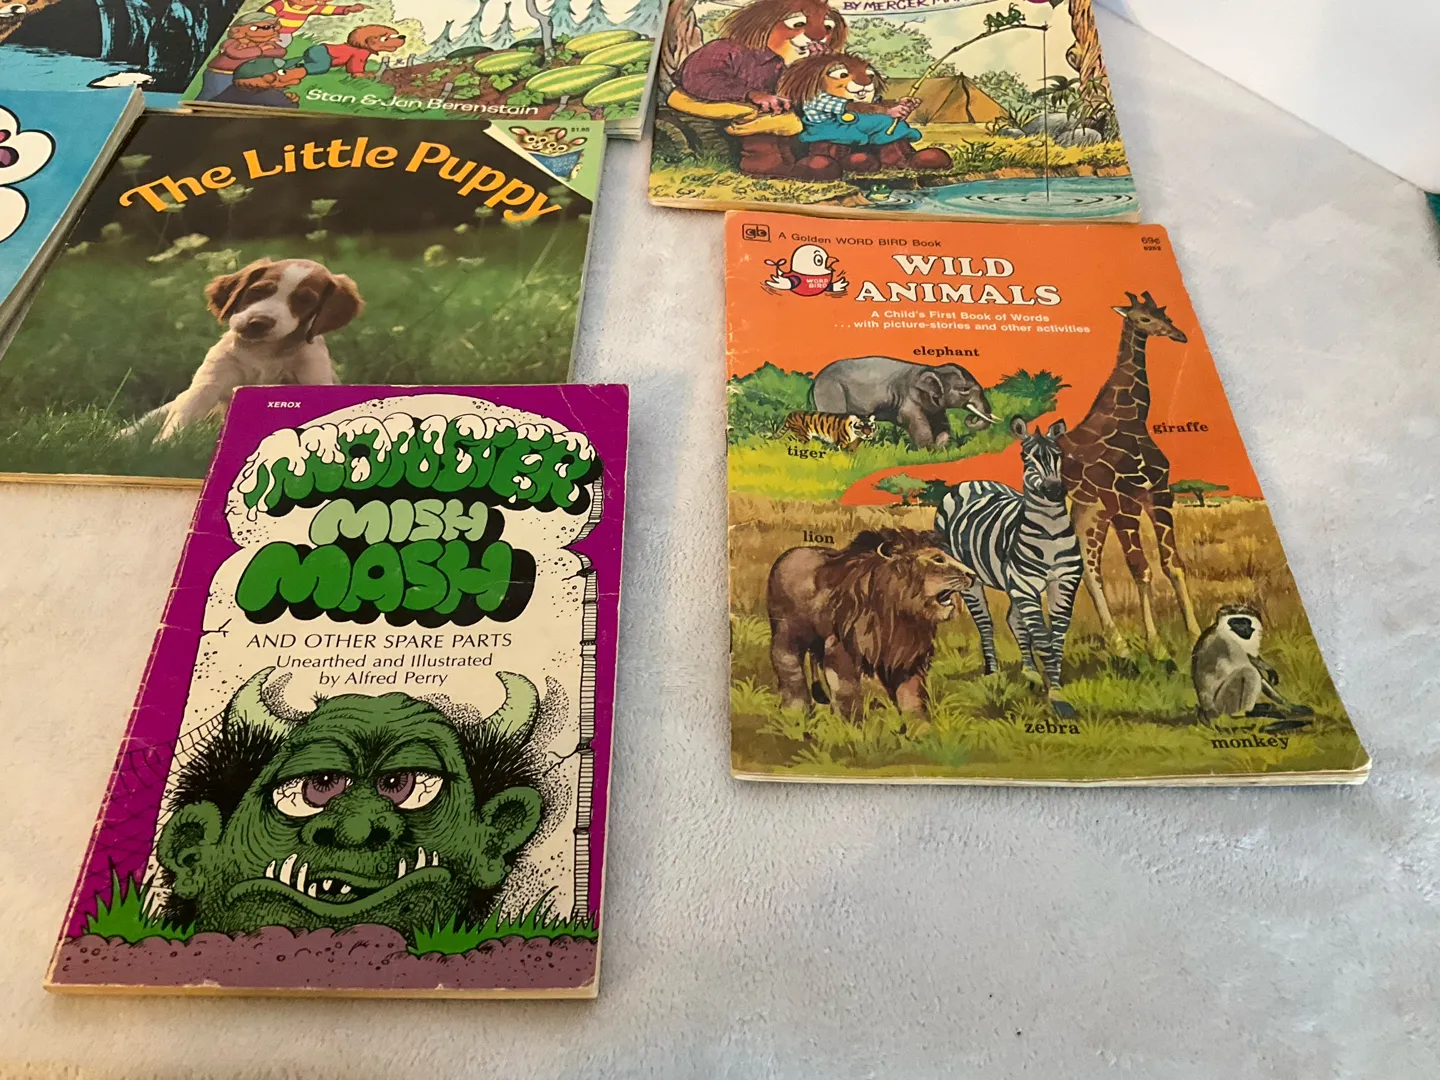 Stan & Jan Berenstain
BY MERCER
The Little Puppy
$1.95
A Golden WORD BIRD Book
69¢
WORD
BIRD
WILD
ANIMALS
A Child's First Book of Words
...with picture-stories and other activities
elephant
tiger
giraffe
lion
zebra
monkey
XEROX
MONSTER
MISH
MASH
AND OTHER SPARE PARTS
Unearthed and Illustrated
by Alfred Perry